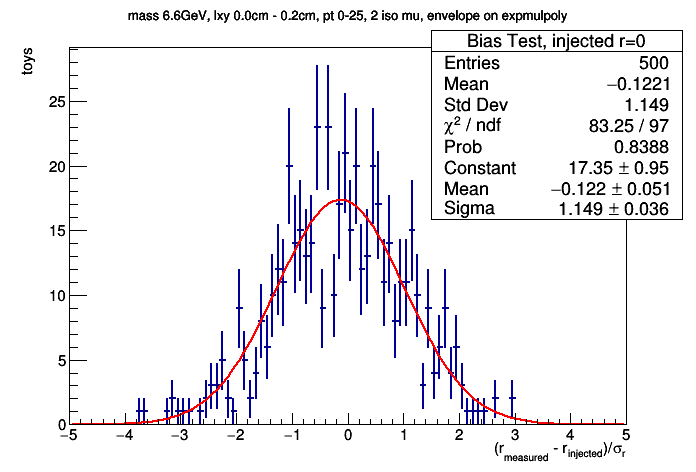 mass 6.6GeV, lxy 0.0cm - 0.2cm, pt 0-25, 2 iso mu, envelope on expmulpoly
Bias Test, injected r=0
Entries 500
Mean −0.1221
Std Dev 1.149
χ² / ndf 83.25 / 97
Prob 0.8388
Constant 17.35 ± 0.95
Mean −0.122 ± 0.051
Sigma 1.149 ± 0.036
toys
25
20
15
10
5
0
−5 −4 −3 −2 −1 0 1 2 3 4 5
(r_measured - r_injected)/σ_r